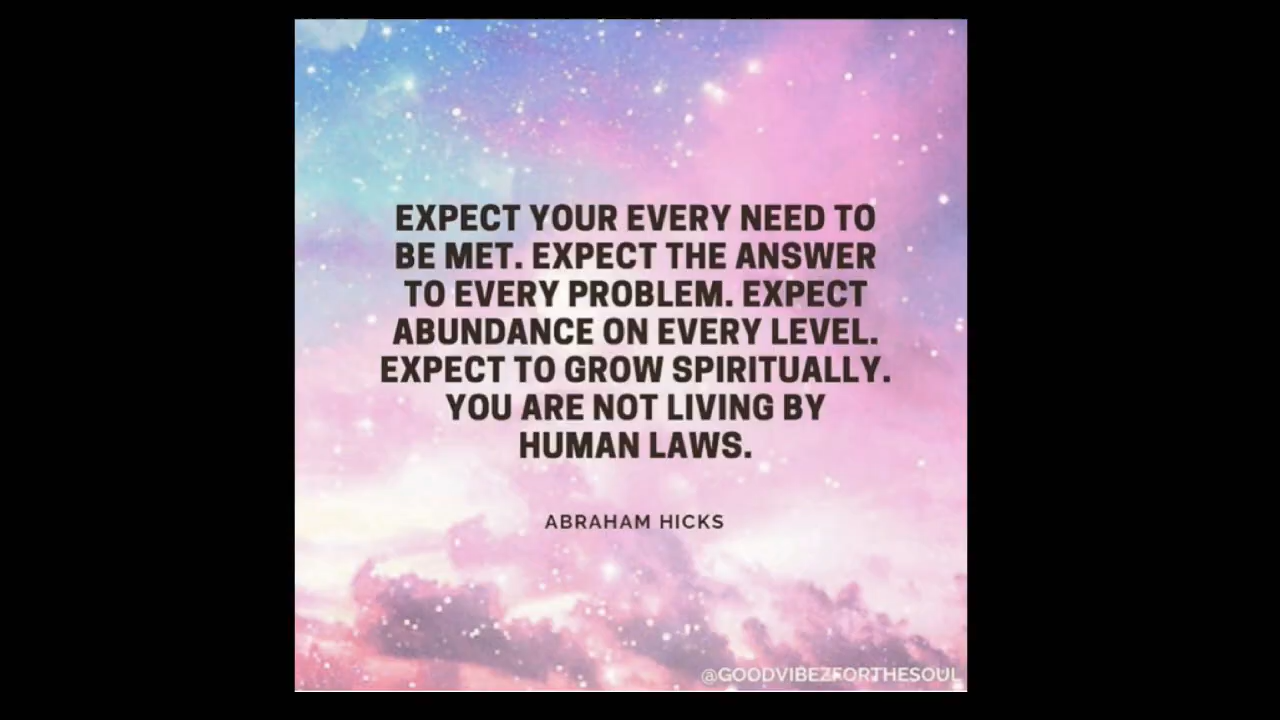 EXPECT YOUR EVERY NEED TO
BE MET. EXPECT THE ANSWER
TO EVERY PROBLEM. EXPECT
ABUNDANCE ON EVERY LEVEL.
EXPECT TO GROW SPIRITUALLY.
YOU ARE NOT LIVING BY
HUMAN LAWS.
ABRAHAM HICKS
@GOODVIBEZFORTHESOUL